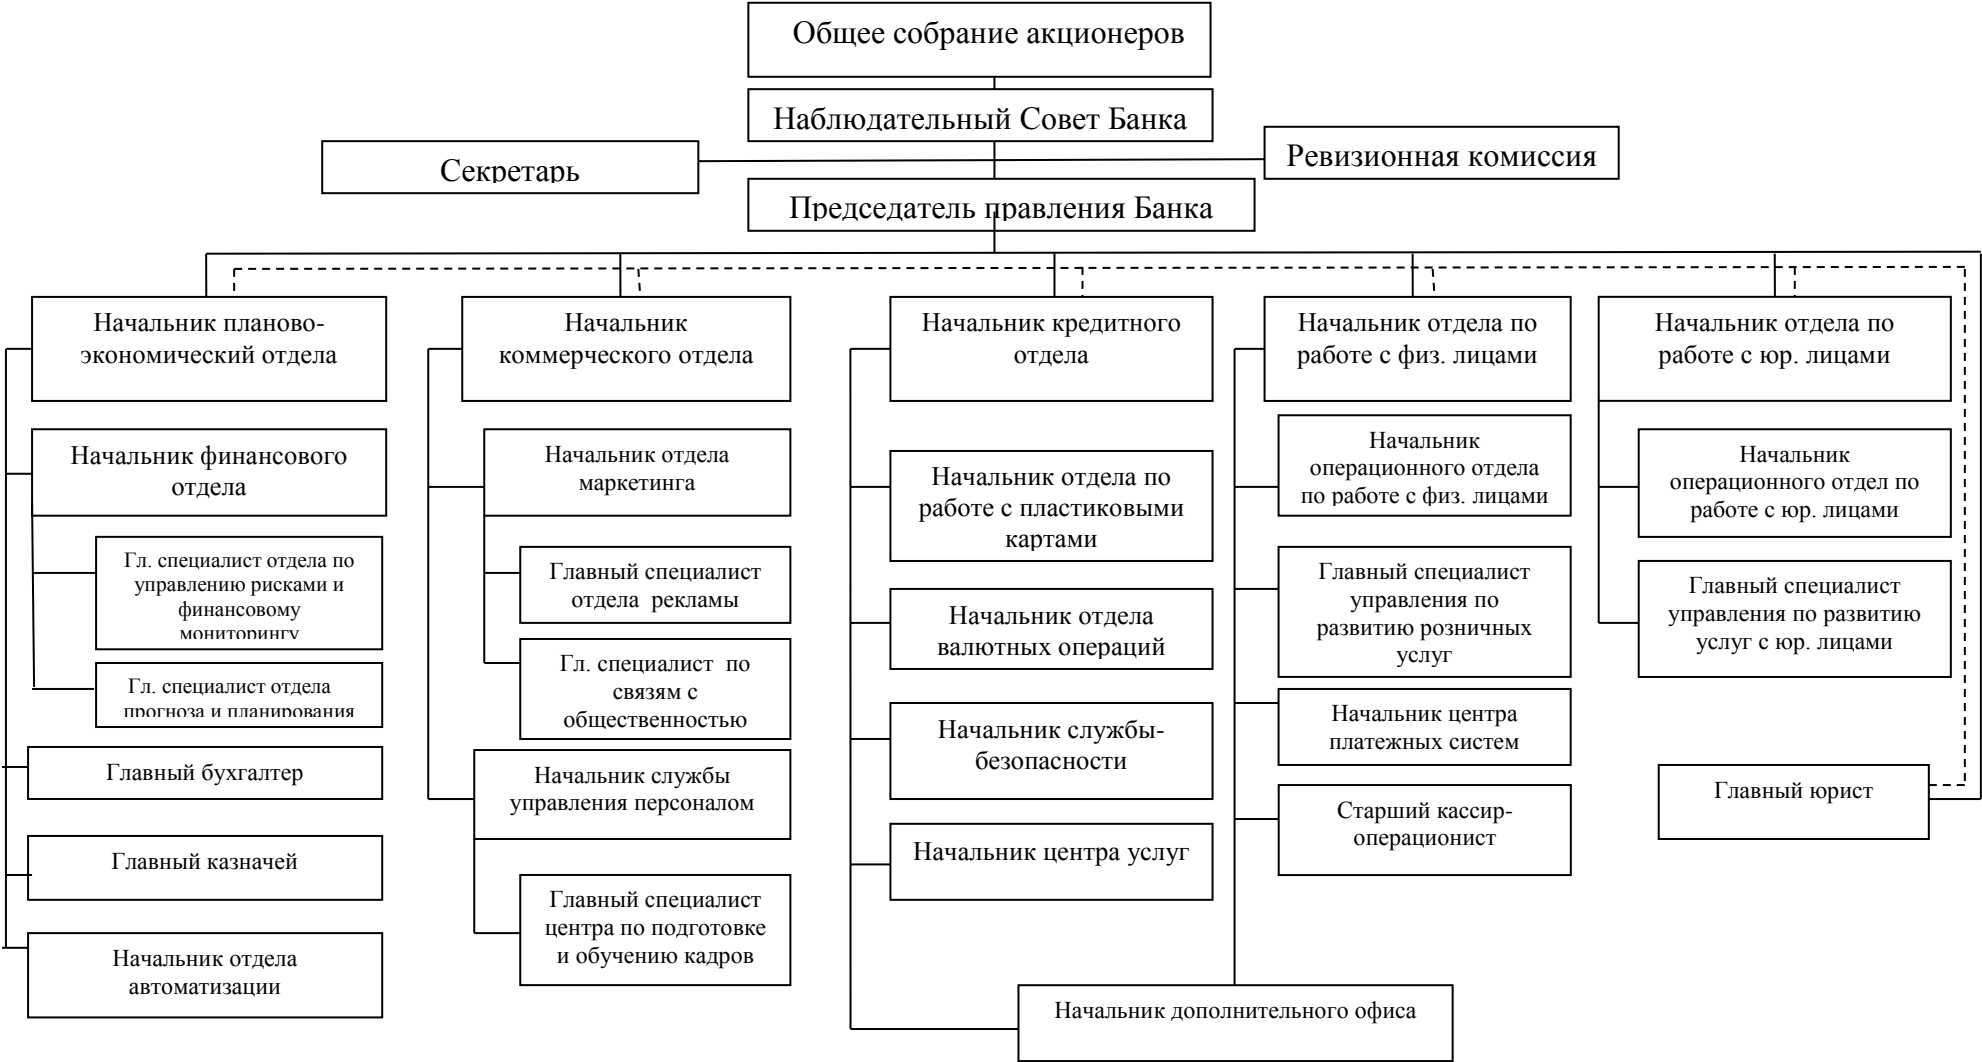 Общее собрание акционеров
Наблюдательный Совет Банка
Секретарь
Ревизионная комиссия
Председатель правления Банка
Начальник планово-
экономический отдела
Начальник
коммерческого отдела
Начальник кредитного
отдела
Начальник отдела по
работе с физ. лицами
Начальник отдела по
работе с юр. лицами
Начальник финансового
отдела
Гл. специалист отдела по
управлению рисками и
финансовому
мониторингу
Гл. специалист отдела
прогноза и планирования
Главный бухгалтер
Главный казначей
Начальник отдела
автоматизации
Начальник отдела
маркетинга
Главный специалист
отдела рекламы
Гл. специалист по
связям с
общественностью
Начальник службы
управления персоналом
Главный специалист
центра по подготовке
и обучению кадров
Начальник отдела по
работе с пластиковыми
картами
Начальник отдела
валютных операций
Начальник службы-
безопасности
Начальник центра услуг
Начальник
операционного отдела
по работе с физ. лицами
Главный специалист
управления по
развитию розничных
услуг
Начальник центра
платежных систем
Старший кассир-
операционист
Начальник дополнительного офиса
Начальник
операционного отдел по
работе с юр. лицами
Главный специалист
управления по развитию
услуг с юр. лицами
Главный юрист